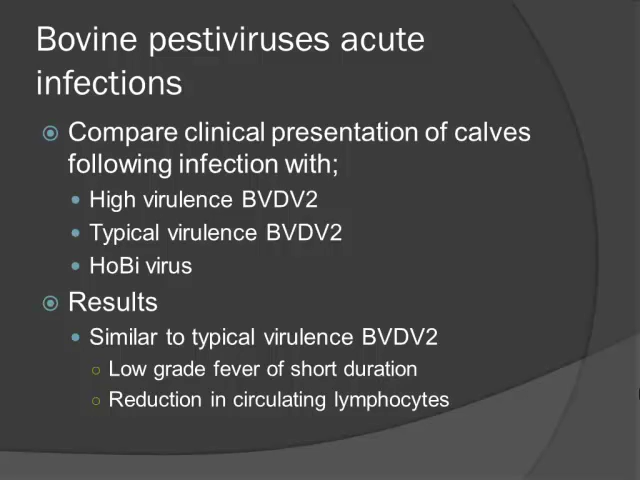 Bovine pestiviruses acute
infections
Compare clinical presentation of calves
following infection with;
High virulence BVDV2
Typical virulence BVDV2
HoBi virus
Results
Similar to typical virulence BVDV2
Low grade fever of short duration
Reduction in circulating lymphocytes